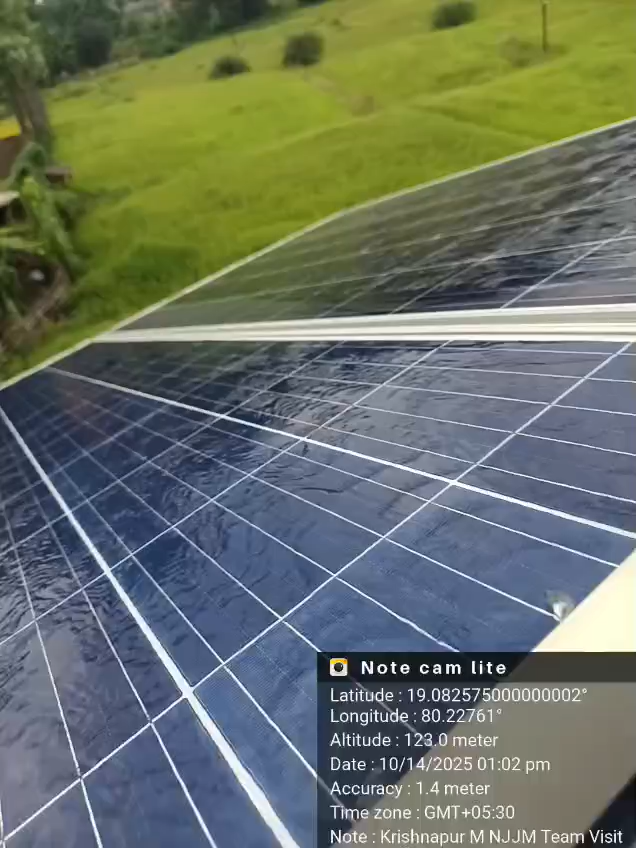 Note cam lite
Latitude : 19.082575000000002°
Longitude : 80.22761°
Altitude : 123.0 meter
Date : 10/14/2025 01:02 pm
Accuracy : 1.4 meter
Time zone : GMT+05:30
Note : Krishnapur M NJJM Team Visit